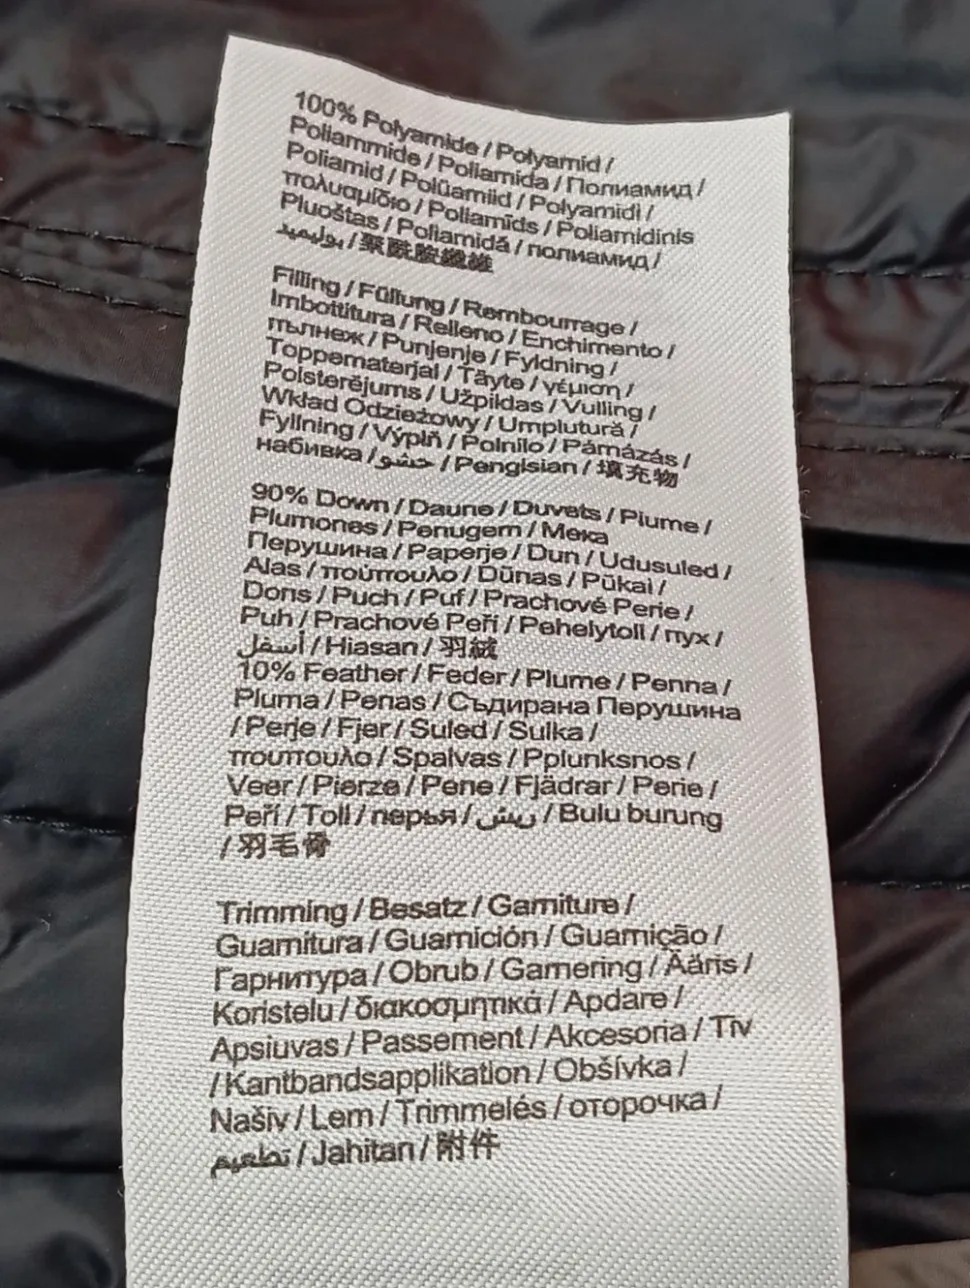 100% Polyamide / Polyamid /
Poliammide / Poliamida / Полиамид /
Poliamid / Polüamiid / Polyamidi /
πολυαμίδιο / Poliamīds / Poliamidinis
Pluoštas / Poliamidă / полиамид /
بوليميد / 聚酰胺纖維
Filling / Füllung / Rembourrage /
Imbottitura / Relleno / Enchimento /
пълнеж / Punjenje / Fyldning /
Toppematerjal / Täyte / γέμιση /
Polsterējums / Užpildas / Vulling /
Wkład Odzieżowy / Umplutură /
Fyllning / Výplň / Polnilo / Párnázás /
набивка / حشو / Pengisian / 填充物
90% Down / Daune / Duvets / Piume /
Plumones / Penugem / Мека
Перушина / Paperje / Dun / Udusuled /
Alas / πούπουλο / Dūnas / Pūkai /
Dons / Puch / Puf / Prachové Perie /
Puh / Prachové Peří / Pehelytoll / пух /
أسفل / Hiasan / 羽絨
10% Feather / Feder / Plume / Penna /
Pluma / Penas / Съдирана Перушина
/ Perje / Fjer / Suled / Sulka /
πουπουλο / Spalvas / Pplunksnos /
Veer / Pierze / Pene / Fjädrar / Perie /
Peří / Toll / перья / ريش / Bulu burung
/ 羽毛骨
Trimming / Besatz / Garniture /
Guarnitura / Guarnición / Guarnição /
Гарнитура / Obrub / Garnering / Ääris /
Koristelu / διακοσμητικά / Apdare /
Apsiuvas / Passement / Akcesoria / Tiv
/ Kantbandsapplikation / Obšívka /
Našiv / Lem / Trimmelés / оторочка /
تطعيم / Jahitan / 附件